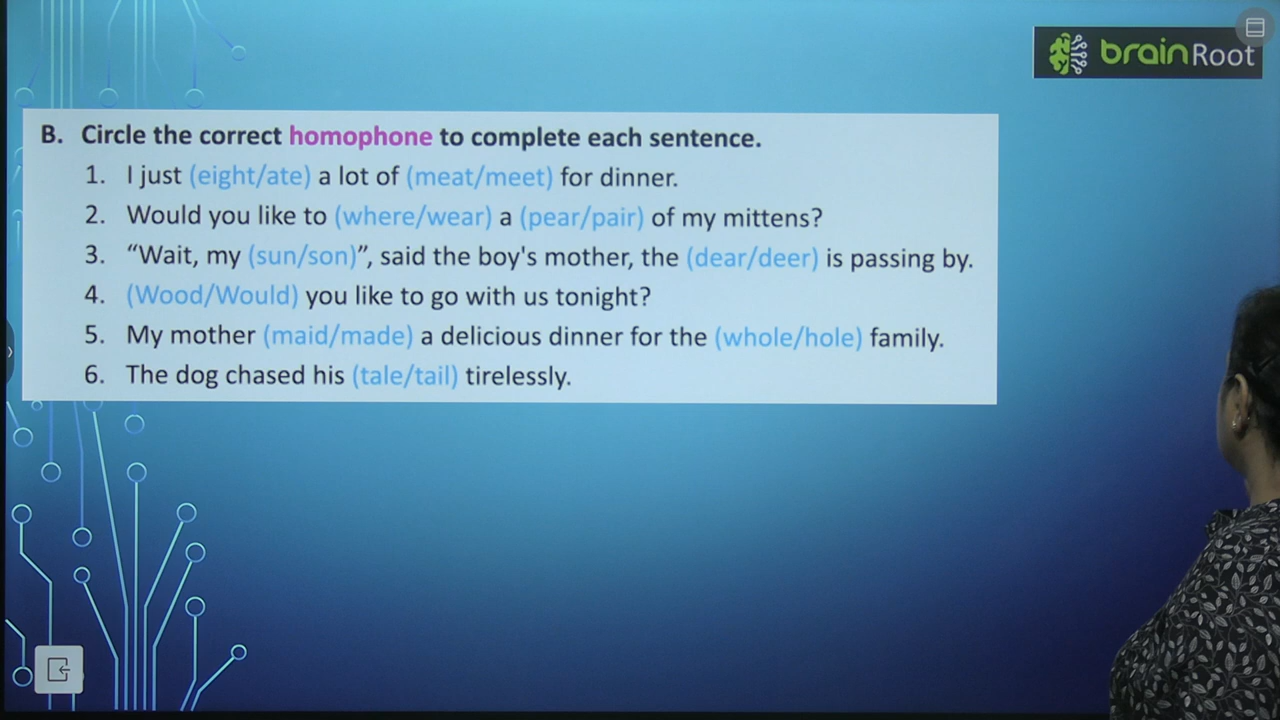 brainRoot
B. Circle the correct homophone to complete each sentence.
1. I just (eight/ate) a lot of (meat/meet) for dinner.
2. Would you like to (where/wear) a (pear/pair) of my mittens?
3. “Wait, my (sun/son)”, said the boy's mother, the (dear/deer) is passing by.
4. (Wood/Would) you like to go with us tonight?
5. My mother (maid/made) a delicious dinner for the (whole/hole) family.
6. The dog chased his (tale/tail) tirelessly.